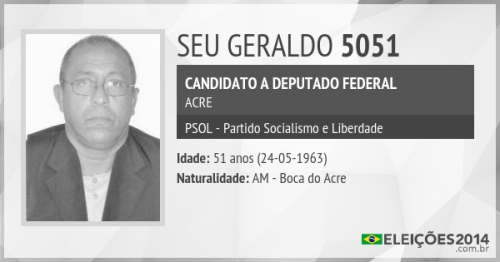 SEU GERALDO 5051
CANDIDATO A DEPUTADO FEDERAL
ACRE
PSOL - Partido Socialismo e Liberdade
Idade: 51 anos (24-05-1963)
Naturalidade: AM - Boca do Acre
ELEIÇÕES2014
.com.br